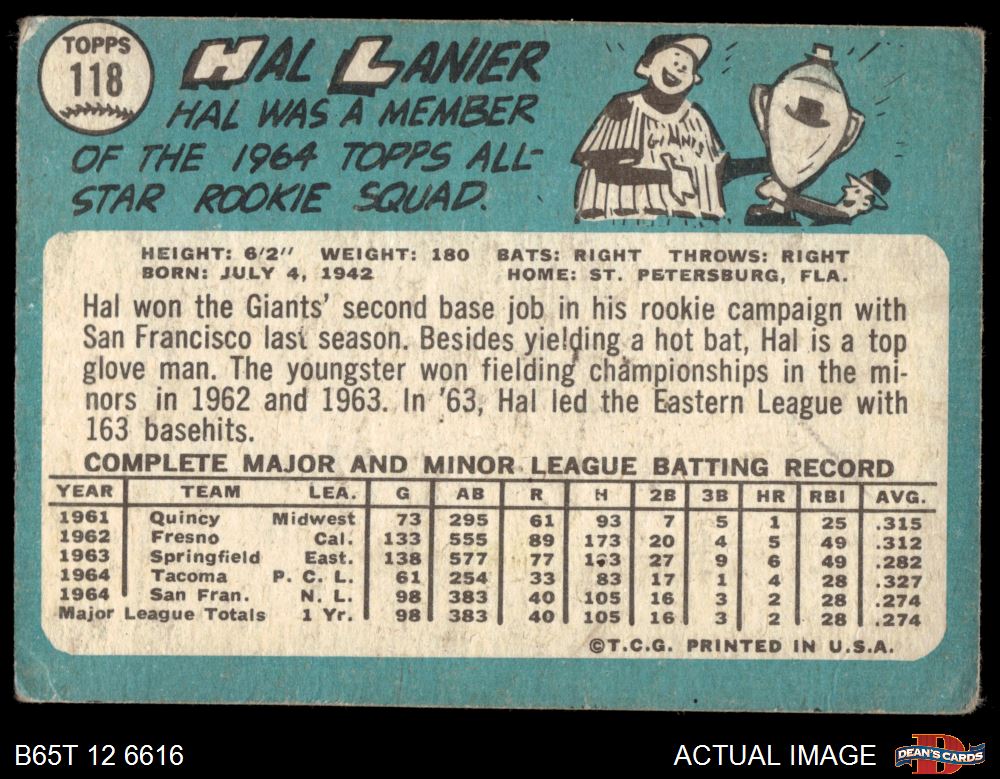 TOPPS
118
HAL LANIER
HAL WAS A MEMBER
OF THE 1964 TOPPS ALL-
STAR ROOKIE SQUAD.
GIANTS
HEIGHT: 6'2" WEIGHT: 180 BATS: RIGHT THROWS: RIGHT
BORN: JULY 4, 1942 HOME: ST. PETERSBURG, FLA.
Hal won the Giants' second base job in his rookie campaign with
San Francisco last season. Besides yielding a hot bat, Hal is a top
glove man. The youngster won fielding championships in the mi-
nors in 1962 and 1963. In '63, Hal led the Eastern League with
163 basehits.
COMPLETE MAJOR AND MINOR LEAGUE BATTING RECORD
YEAR TEAM LEA. G AB R H 2B 3B HR RBI AVG.
1961 Quincy Midwest 73 295 61 93 7 5 1 25 .315
1962 Fresno Cal. 133 555 89 173 20 4 5 49 .312
1963 Springfield East. 138 577 77 163 27 9 6 49 .282
1964 Tacoma P. C. L. 61 254 33 83 17 1 4 28 .327
1964 San Fran. N. L. 98 383 40 105 16 3 2 28 .274
Major League Totals 1 Yr. 98 383 40 105 16 3 2 28 .274
©T.C.G. PRINTED IN U.S.A.
B65T 12 6616 ACTUAL IMAGE DEAN'S CARDS